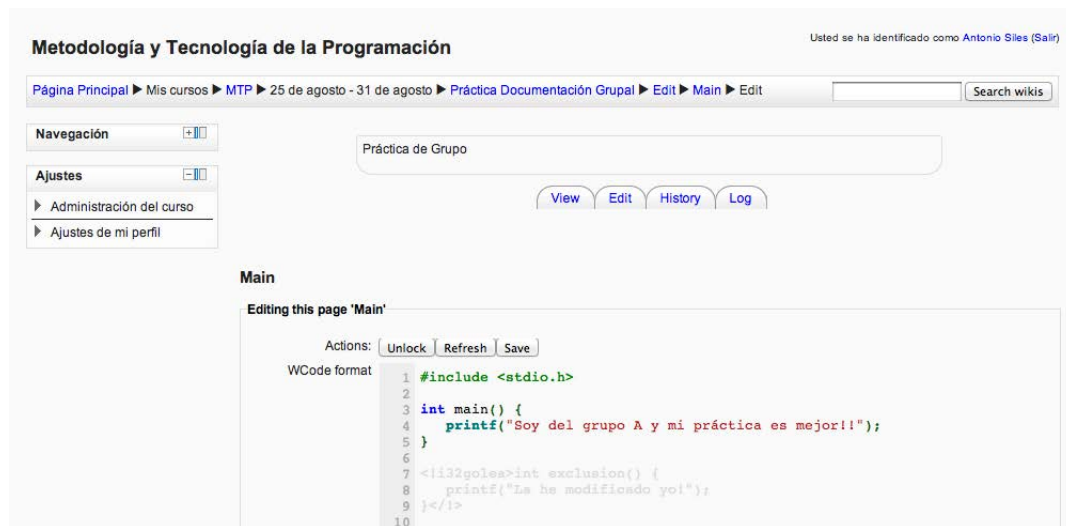 Metodología y Tecnología de la Programación
Usted se ha identificado como Antonio Siles (Salir)
Página Principal ▶ Mis cursos ▶ MTP ▶ 25 de agosto - 31 de agosto ▶ Práctica Documentación Grupal ▶ Edit ▶ Main ▶ Edit
Search wikis
Navegación
Práctica de Grupo
Ajustes
View Edit History Log
Administración del curso
Ajustes de mi perfil
Main
Editing this page 'Main'
Actions: Unlock Refresh Save
WCode format
1 #include <stdio.h>
2
3 int main() {
4 printf("Soy del grupo A y mi práctica es mejor!!");
5 }
6
7 <!i32golea>int exclusion() {
8 printf("La he modificado yo!");
9 }</!>
10